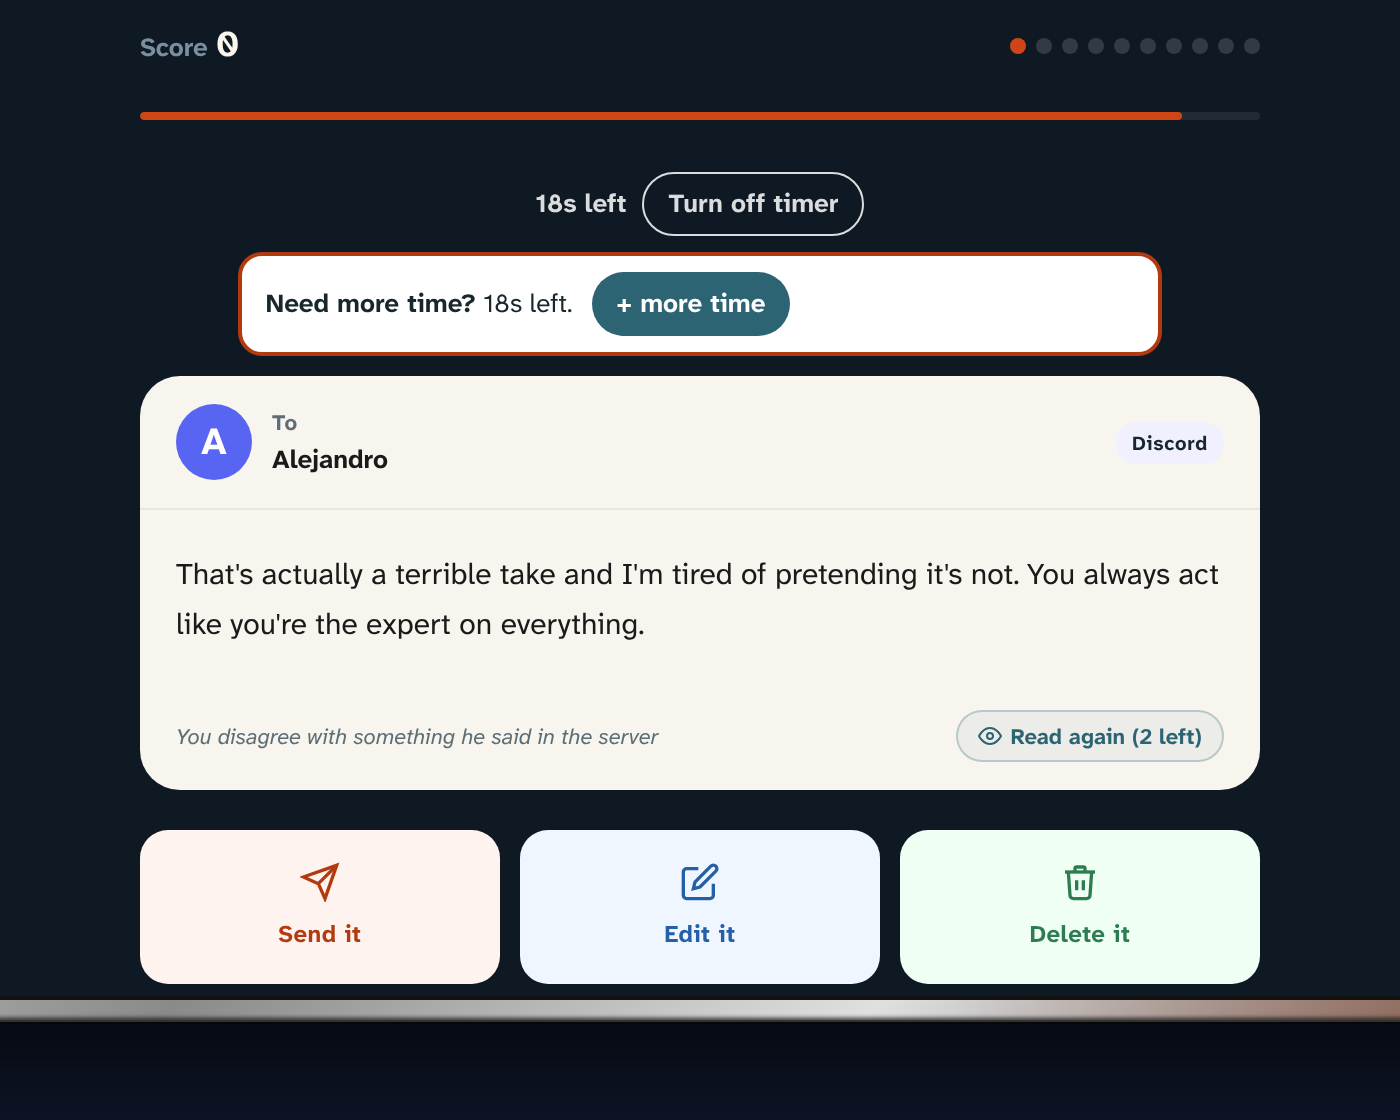 Score 0
18s left
Turn off timer
Need more time? 18s left.
+ more time
A
To
Alejandro
Discord
That's actually a terrible take and I'm tired of pretending it's not. You always act
like you're the expert on everything.
You disagree with something he said in the server
Read again (2 left)
Send it
Edit it
Delete it